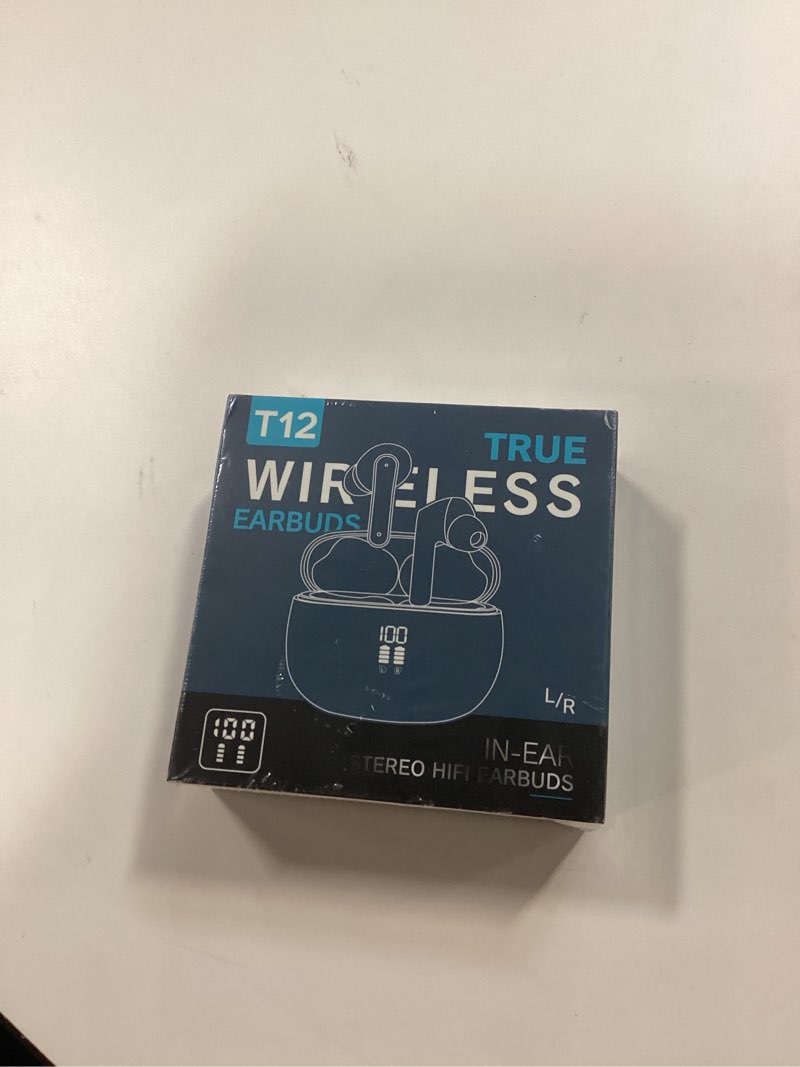 T12
TRUE
WIRELESS
EARBUDS
100
L R
L/R
100
IN-EAR
STEREO HIFI EARBUDS